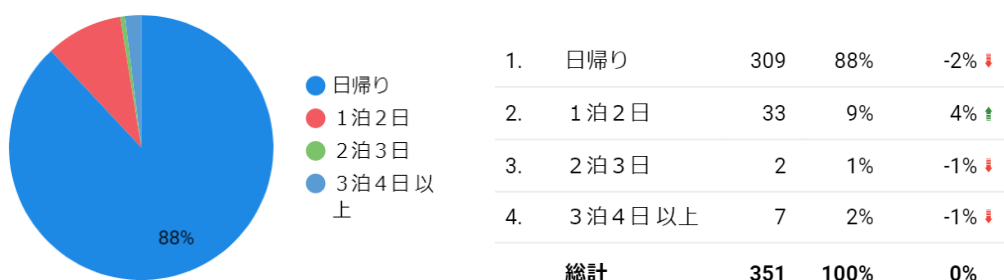 88%
日帰り
1泊2日
2泊3日
3泊4日以
上
1. 日帰り 309 88% -2%
2. 1泊2日 33 9% 4%
3. 2泊3日 2 1% -1%
4. 3泊4日以上 7 2% -1%
総計 351 100% 0%